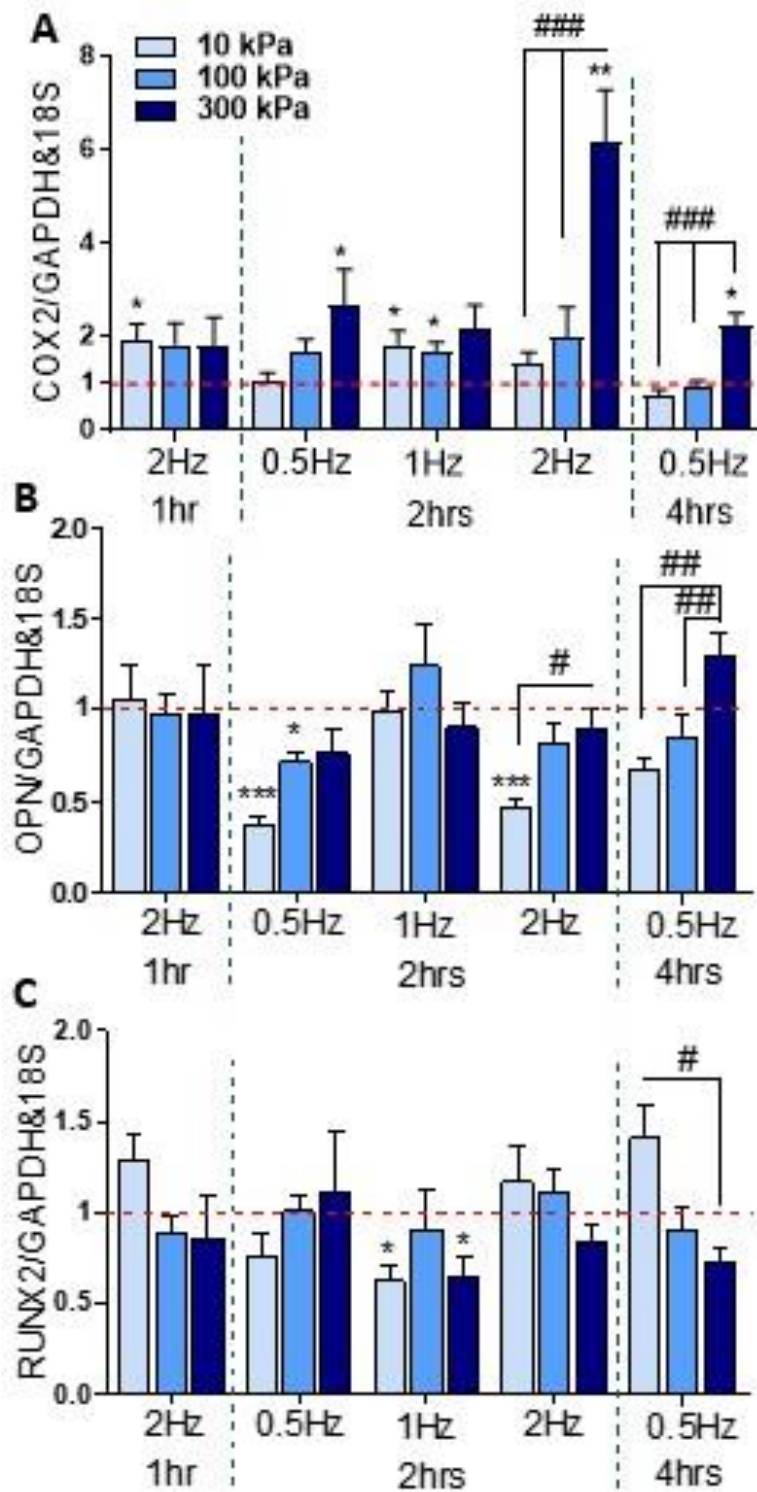 A
10 kPa
100 kPa
300 kPa
###
**
8
6
4
2
1
0
COX2/GAPDH&18S
*
*
*
*
###
*
2Hz 0.5Hz 1Hz 2Hz 0.5Hz
1hr 2hrs 4hrs
B
2.0
1.5
1
0.5
0.0
OPN/GAPDH&18S
***
*
#
***
##
##
2Hz 0.5Hz 1Hz 2Hz 0.5Hz
1hr 2hrs 4hrs
C
2.0
1.5
1
0.5
0.0
RUNX2/GAPDH&18S
*
*
#
2Hz 0.5Hz 1Hz 2Hz 0.5Hz
1hr 2hrs 4hrs